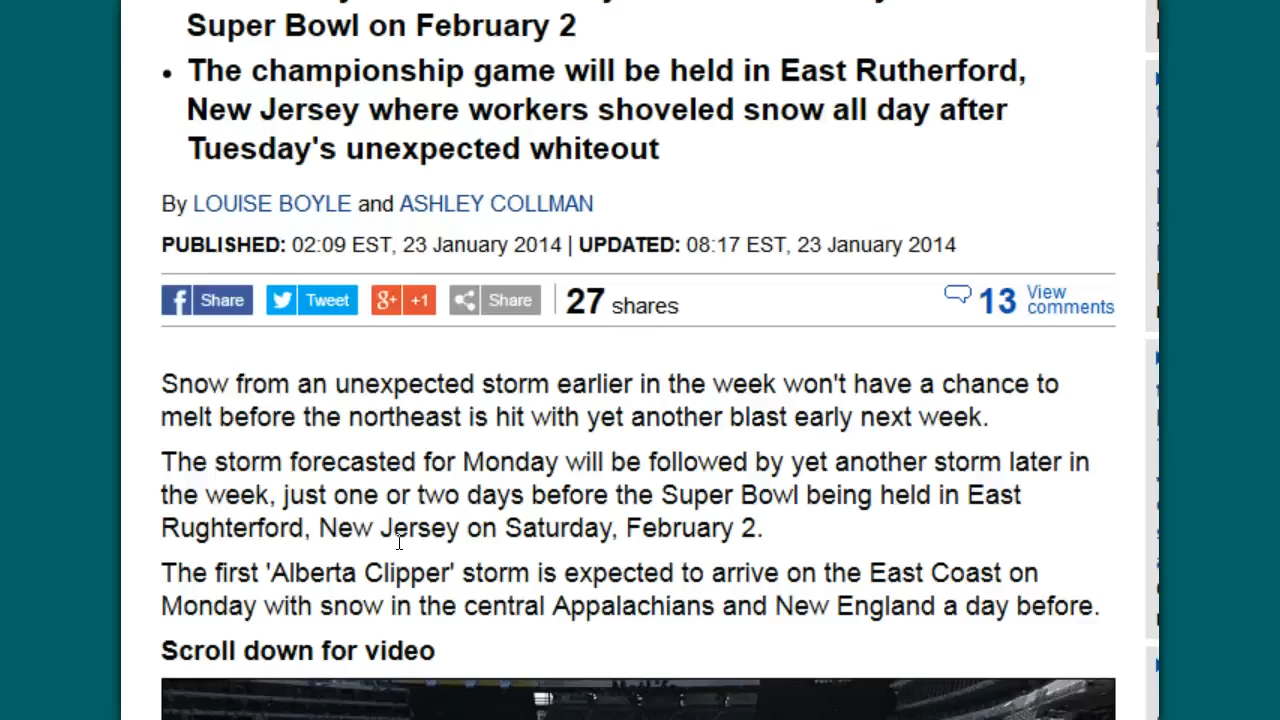 Super Bowl on February 2
• The championship game will be held in East Rutherford,
New Jersey where workers shoveled snow all day after
Tuesday's unexpected whiteout
By LOUISE BOYLE and ASHLEY COLLMAN
PUBLISHED: 02:09 EST, 23 January 2014 | UPDATED: 08:17 EST, 23 January 2014
Share Tweet +1 Share 27 shares 13 View comments
Snow from an unexpected storm earlier in the week won't have a chance to
melt before the northeast is hit with yet another blast early next week.
The storm forecasted for Monday will be followed by yet another storm later in
the week, just one or two days before the Super Bowl being held in East
Rughterford, New Jersey on Saturday, February 2.
The first 'Alberta Clipper' storm is expected to arrive on the East Coast on
Monday with snow in the central Appalachians and New England a day before.
Scroll down for video